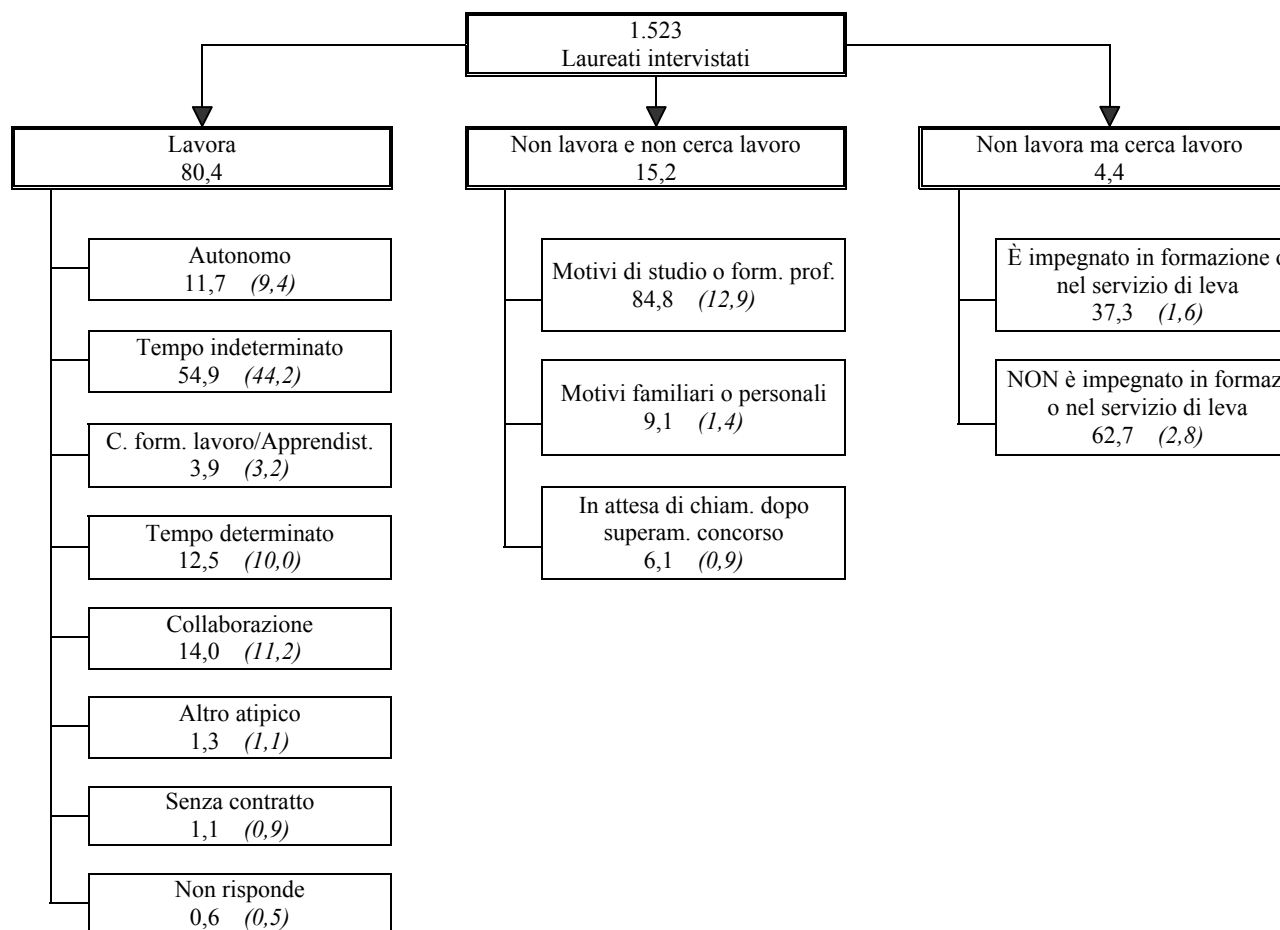 1.523
Laureati intervistati
Lavora
80,4
Autonomo
11,7 (9,4)
Tempo indeterminato
54,9 (44,2)
C. form. lavoro/Apprendist.
3,9 (3,2)
Tempo determinato
12,5 (10,0)
Collaborazione
14,0 (11,2)
Altro atipico
1,3 (1,1)
Senza contratto
1,1 (0,9)
Non risponde
0,6 (0,5)
Non lavora e non cerca lavoro
15,2
Motivi di studio o form. prof.
84,8 (12,9)
Motivi familiari o personali
9,1 (1,4)
In attesa di chiam. dopo
superam. concorso
6,1 (0,9)
Non lavora ma cerca lavoro
4,4
È impegnato in formazione
nel servizio di leva
37,3 (1,6)
NON è impegnato in
o nel servizio di leva
62,7 (2,8)